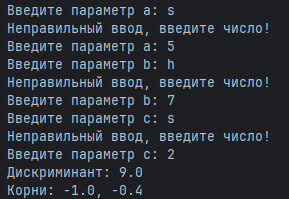 Введите параметр a: s
Неправильный ввод, введите число!
Введите параметр a: 5
Введите параметр b: h
Неправильный ввод, введите число!
Введите параметр b: 7
Введите параметр c: s
Неправильный ввод, введите число!
Введите параметр c: 2
Дискриминант: 9.0
Корни: -1.0, -0.4